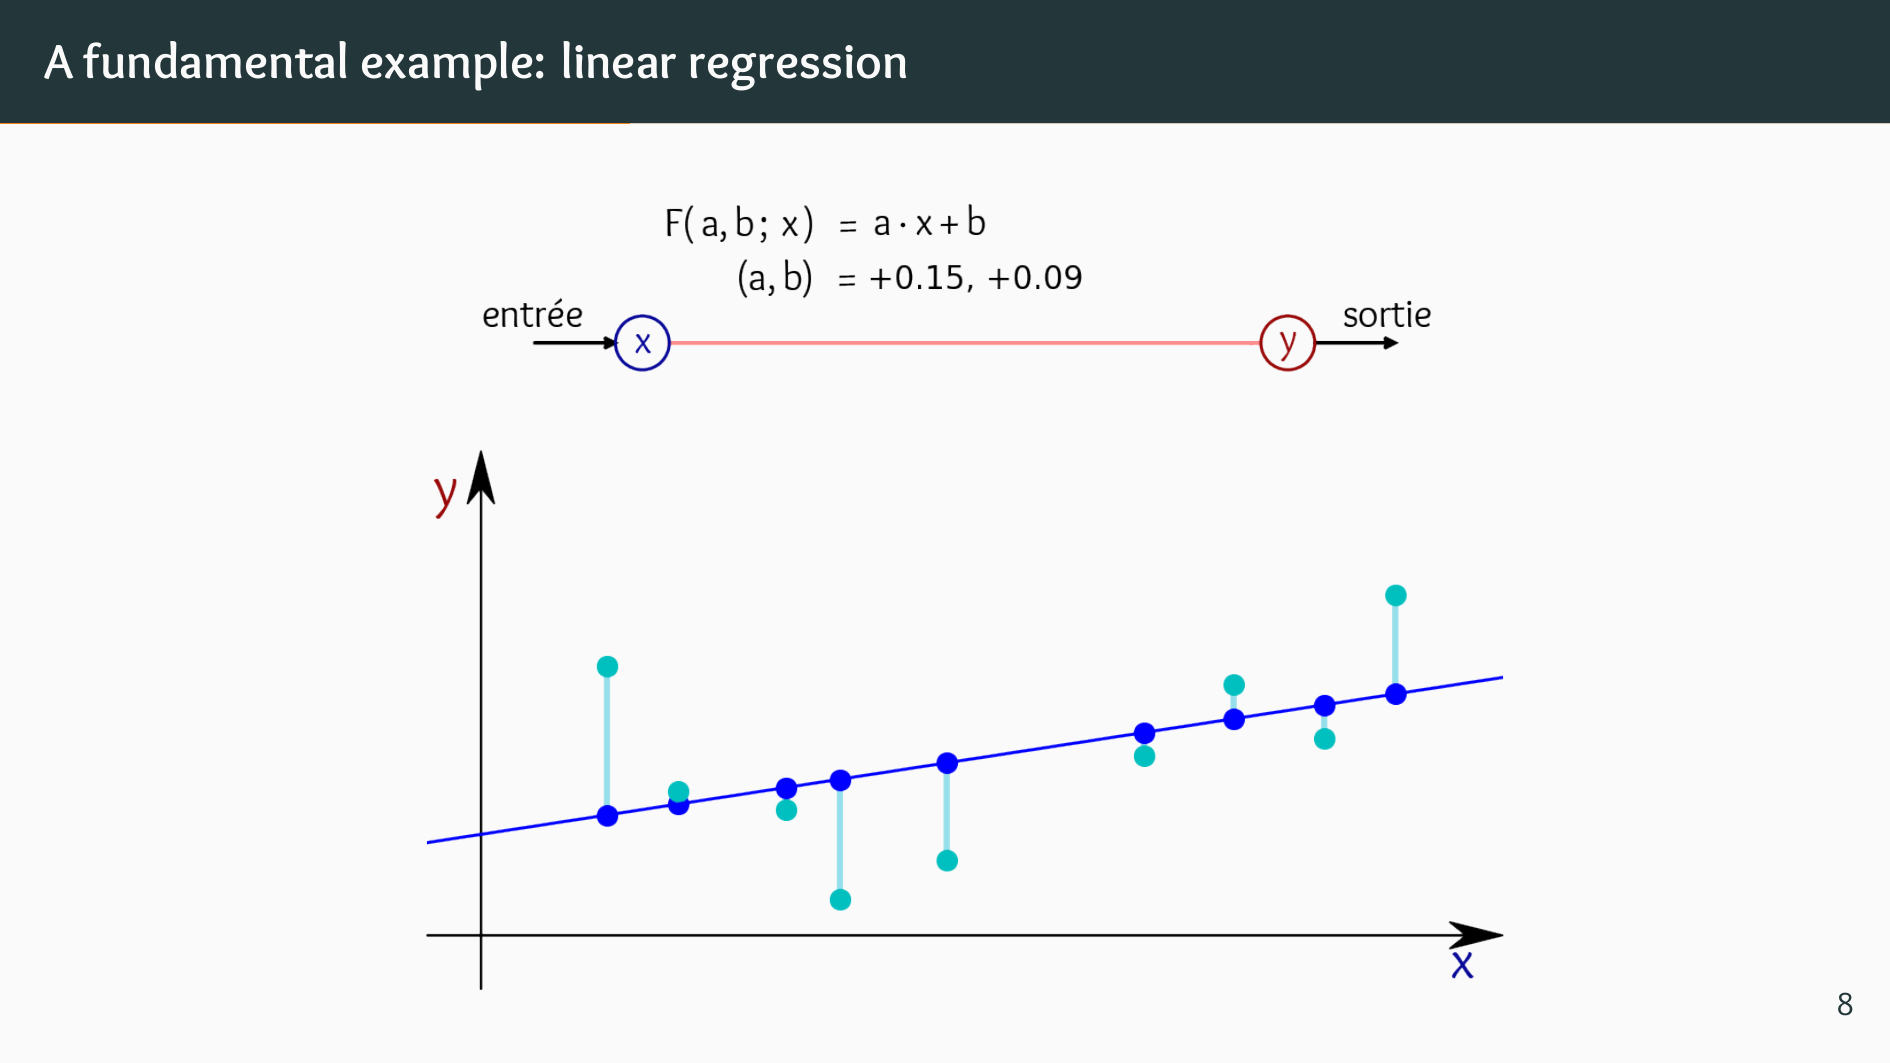 A fundamental example: linear regression
F( a, b ; x ) = a · x + b
(a, b) = +0.15, +0.09
entrée
sortie
x
y
y
x
8